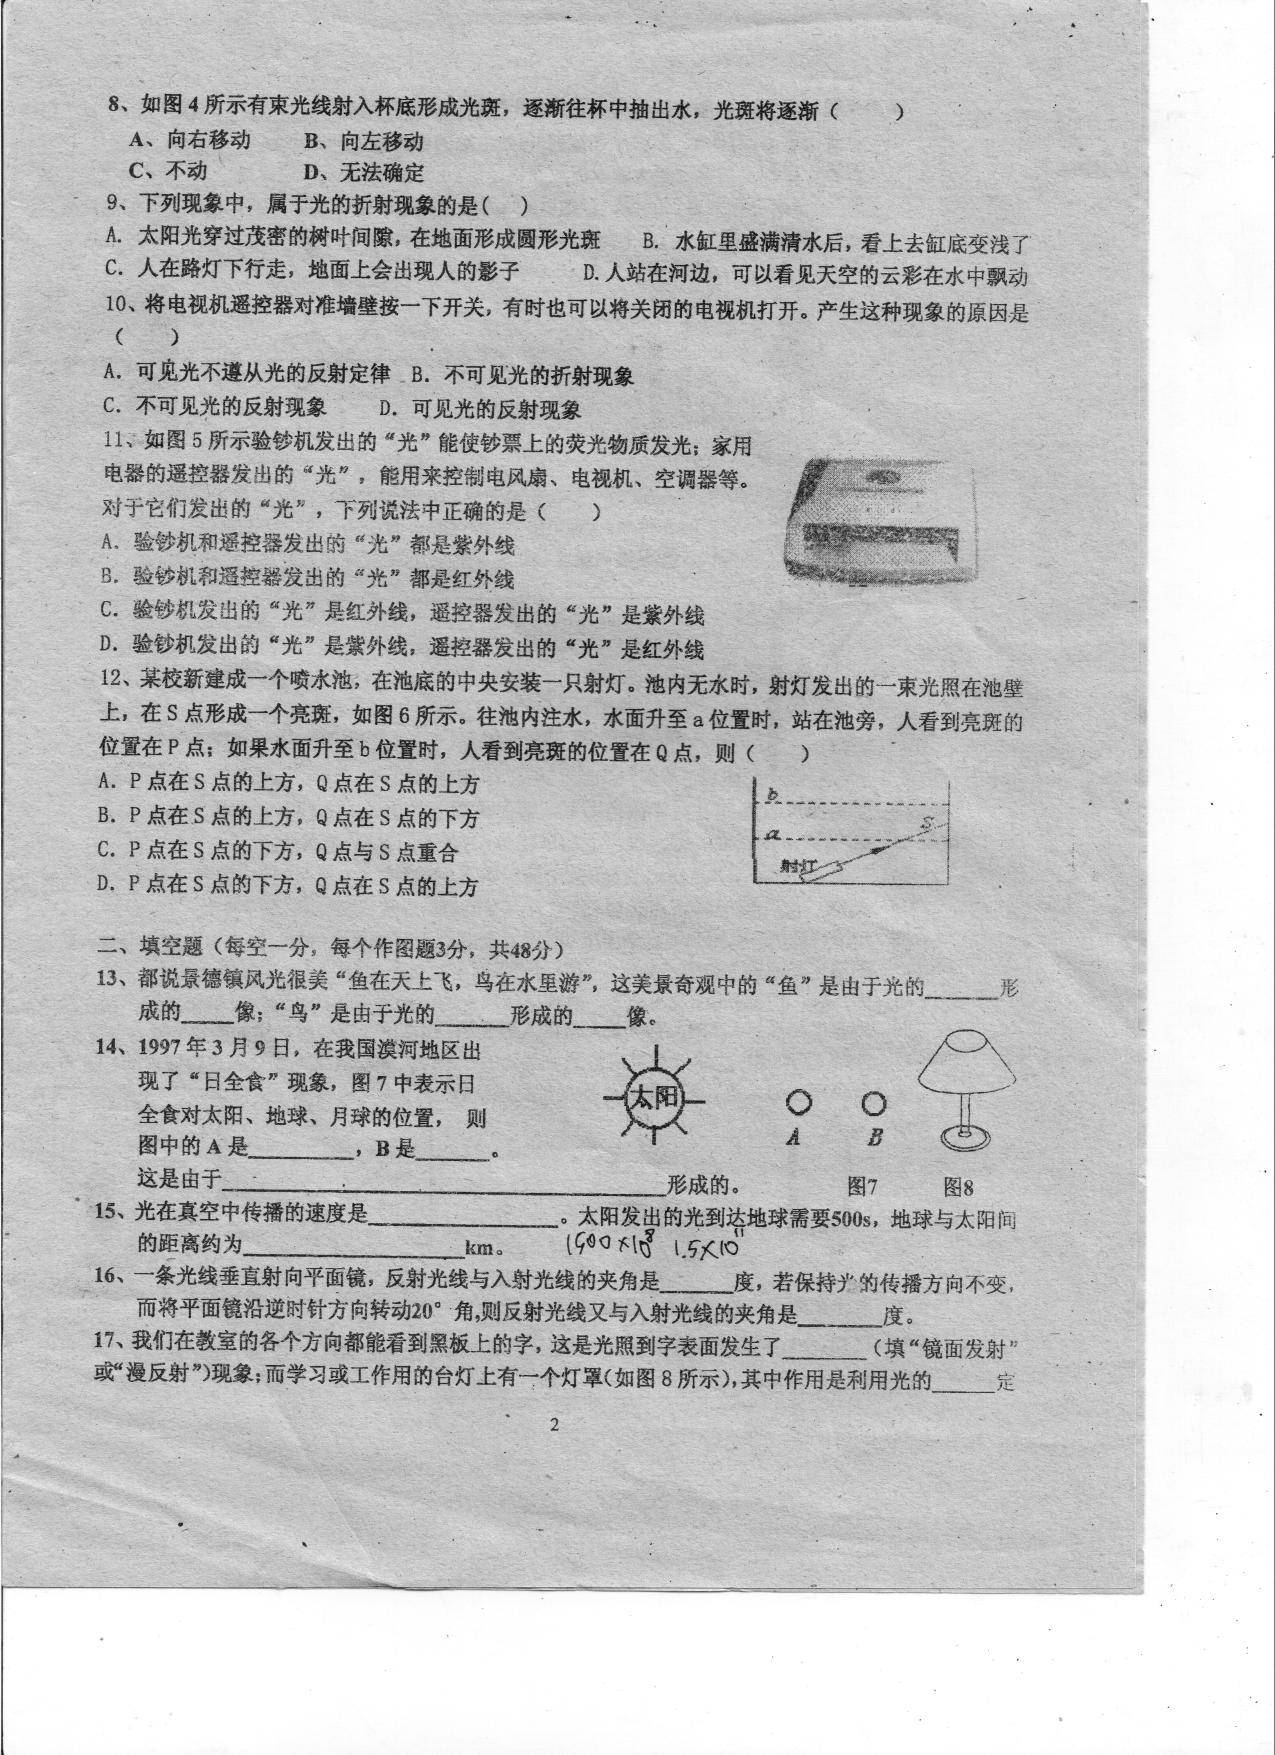 8、如图4所示有束光线射入杯底形成光斑，逐渐往杯中抽出水，光斑将逐渐（　　）
A、向右移动　　B、向左移动
C、不动　　D、无法确定
9、下列现象中，属于光的折射现象的是(　)
A．太阳光穿过茂密的树叶间隙，在地面形成圆形光斑　B．水缸里盛满清水后，看上去缸底变浅了
C．人在路灯下行走，地面上会出现人的影子　　D.人站在河边，可以看见天空的云彩在水中飘动
10、将电视机遥控器对准墙壁按一下开关，有时也可以将关闭的电视机打开。产生这种现象的原因是
（　　）
A．可见光不遵从光的反射定律　B．不可见光的折射现象
C．不可见光的反射现象　　D．可见光的反射现象
11、如图5所示验钞机发出的“光”能使钞票上的荧光物质发光；家用
电器的遥控器发出的“光”，能用来控制电风扇、电视机、空调器等。
对于它们发出的“光”，下列说法中正确的是（　　）
A．验钞机和遥控器发出的“光”都是紫外线
B．验钞机和遥控器发出的“光”都是红外线
C．验钞机发出的“光”是红外线，遥控器发出的“光”是紫外线
D．验钞机发出的“光”是紫外线，遥控器发出的“光”是红外线
12、某校新建成一个喷水池，在池底的中央安装一只射灯。池内无水时，射灯发出的一束光照在池壁
上，在S点形成一个亮斑，如图6所示。往池内注水，水面升至a位置时，站在池旁，人看到亮斑的
位置在P点；如果水面升至b位置时，人看到亮斑的位置在Q点，则（　　）
A．P点在S点的上方，Q点在S点的上方
B．P点在S点的上方，Q点在S点的下方
C．P点在S点的下方，Q点与S点重合
D．P点在S点的下方，Q点在S点的上方
b
a
S
射灯
二、填空题（每空一分，每个作图题3分，共48分）
13、都说景德镇风光很美“鱼在天上飞，鸟在水里游”，这美景奇观中的“鱼”是由于光的______形
成的____像；“鸟”是由于光的______形成的____像。
14、1997年3月9日，在我国漠河地区出
现了“日全食”现象，图7中表示日
全食对太阳、地球、月球的位置，　则
图中的A是________，B是______。
这是由于________________________________形成的。
太阳
A
B
图7
图8
15、光在真空中传播的速度是______________。太阳发出的光到达地球需要500s，地球与太阳间
的距离约为________________km。
1500×10⁸　1.5×10¹¹
16、一条光线垂直射向平面镜，反射光线与入射光线的夹角是______度，若保持光的传播方向不变，
而将平面镜沿逆时针方向转动20°角,则反射光线又与入射光线的夹角是______度。
17、我们在教室的各个方向都能看到黑板上的字，这是光照到字表面发生了______（填“镜面发射”
或“漫反射”)现象；而学习或工作用的台灯上有一个灯罩（如图8所示），其中作用是利用光的_____定
2